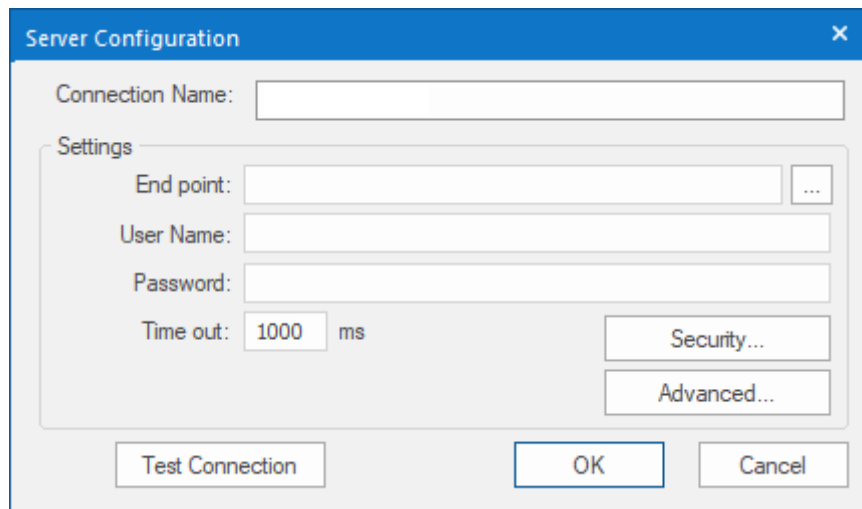 Server Configuration ×
Connection Name:
Settings
End point: ...
User Name:
Password:
Time out: 1000 ms
Security...
Advanced...
Test Connection OK Cancel